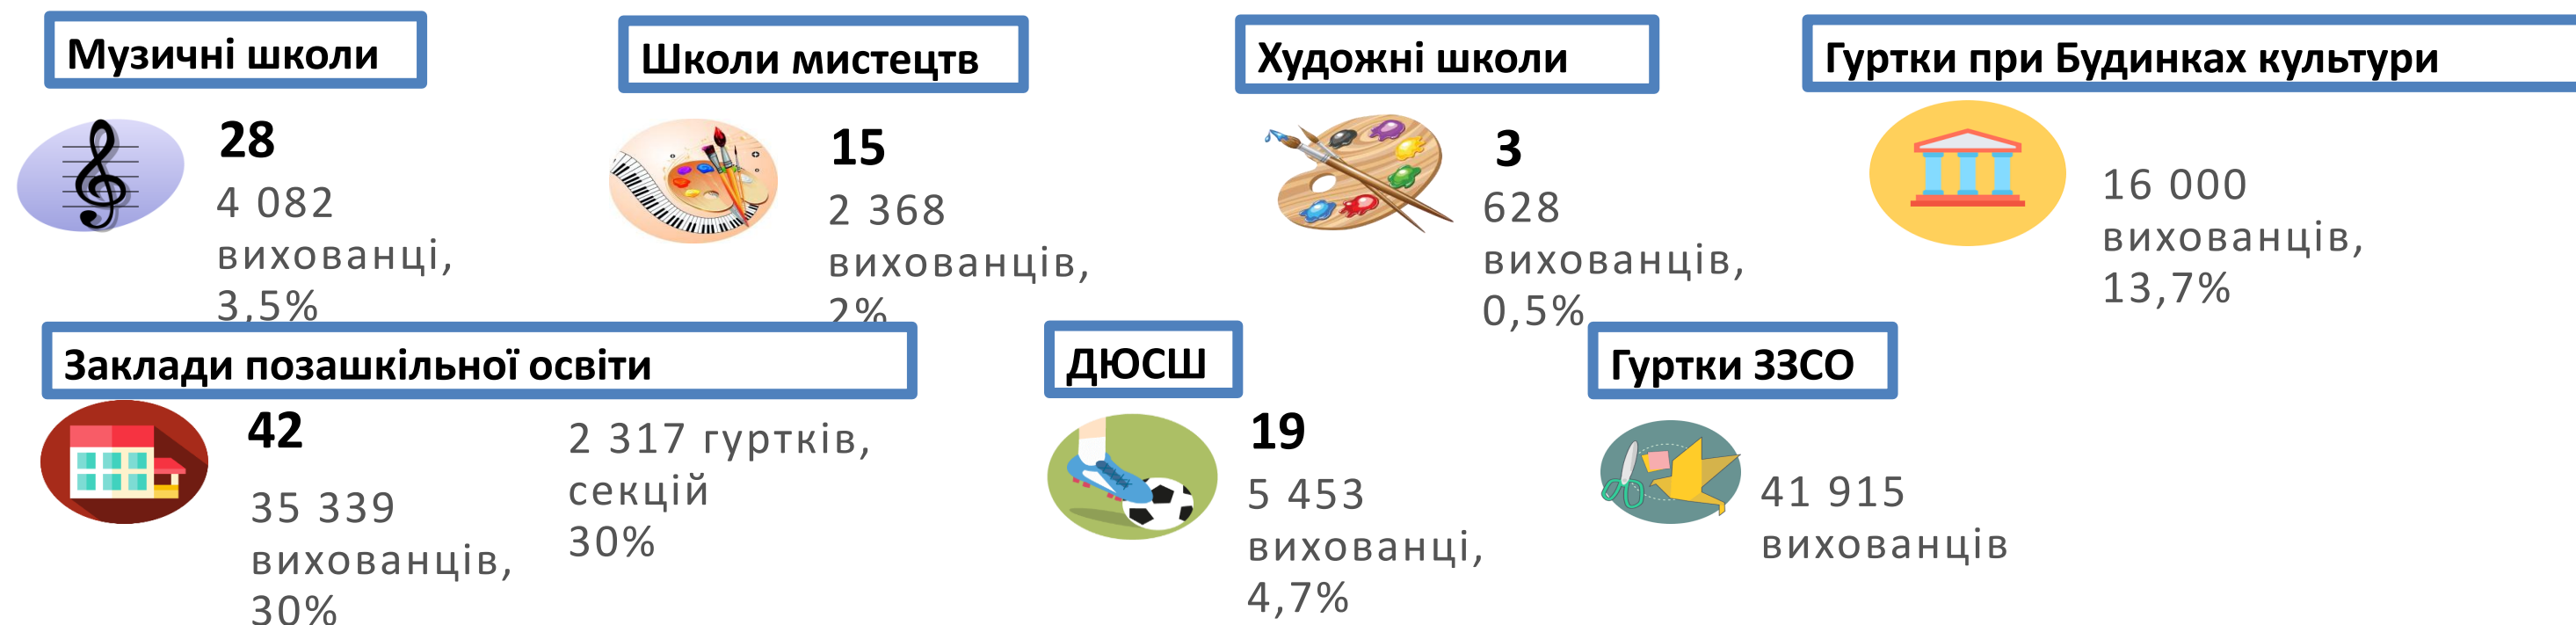 Музичні школи
28
4 082
вихованці,
3,5%
Школи мистецтв
15
2 368
вихованців,
2%
Художні школи
3
628
вихованців,
0,5%
Гуртки при Будинках культури
16 000
вихованців,
13,7%
Заклади позашкільної освіти
42
35 339
вихованців,
30%
2 317 гуртків,
секцій
30%
ДЮСШ
19
5 453
вихованці,
4,7%
Гуртки ЗЗСО
41 915
вихованців